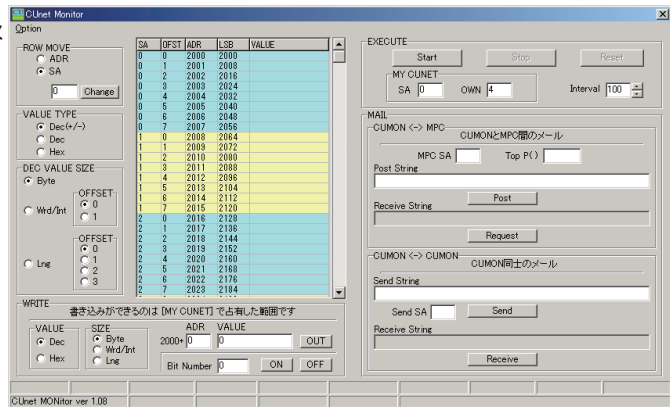 CUnet Monitor
Option
ROW MOVE
ADR
SA
0 Change
VALUE TYPE
Dec(+/-)
Dec
Hex
DEC VALUE SIZE
Byte
OFFSET
Wrd/Int
0
1
OFFSET
0
1
Lng
2
3
SA OFST ADR LSB VALUE
0 0 2000 2000
0 1 2001 2008
0 2 2002 2016
0 3 2003 2024
0 4 2004 2032
0 5 2005 2040
0 6 2006 2048
0 7 2007 2056
1 0 2008 2064
1 1 2009 2072
1 2 2010 2080
1 3 2011 2088
1 4 2012 2096
1 5 2013 2104
1 6 2014 2112
1 7 2015 2120
2 0 2016 2128
2 1 2017 2136
2 2 2018 2144
2 3 2019 2152
2 4 2020 2160
2 5 2021 2168
2 6 2022 2176
2 7 2023 2184
WRITE
書き込みができるのは [MY CUNET] で占有した範囲です
VALUE
Dec
Hex
SIZE
Byte
Wrd/Int
Lng
ADR VALUE
2000+ 0 0 OUT
Bit Number 0 ON OFF
EXECUTE
Start Stop Reset
MY CUNET
SA 0 OWN 4 Interval 100
MAIL
CUMON <-> MPC
CUMONとMPC間のメール
MPC SA Top P()
Post String
Post
Receive String
Request
CUMON <-> CUMON
CUMON同士のメール
Send String
Send SA Send
Receive String
Receive
CUnet MONitor ver 1.08